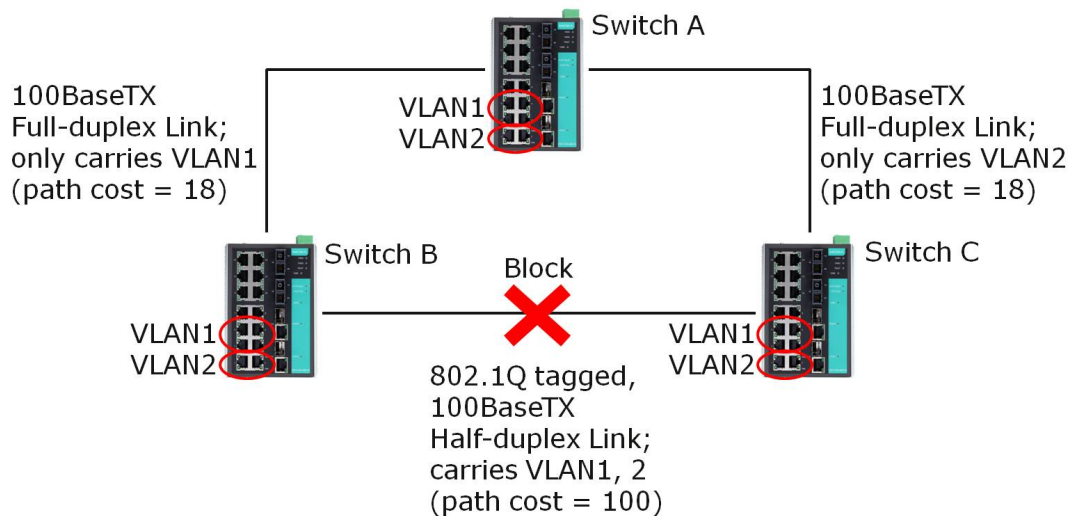 Switch A
100BaseTX
Full-duplex Link;
only carries VLAN1
(path cost = 18)
VLAN1
VLAN2
100BaseTX
Full-duplex Link;
only carries VLAN2
(path cost = 18)
Switch B
VLAN1
VLAN2
Block
Switch C
VLAN1
VLAN2
802.1Q tagged,
100BaseTX
Half-duplex Link;
carries VLAN1, 2
(path cost = 100)